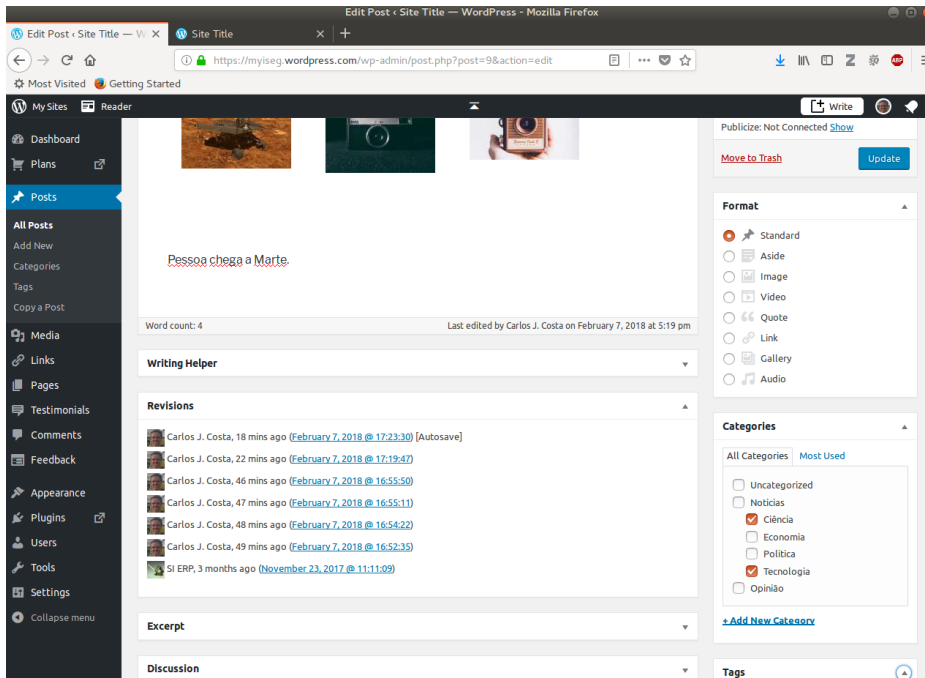 Edit Post ‹ Site Title — WordPress - Mozilla Firefox
Edit Post ‹ Site Title — W
Site Title
https://myiseg.wordpress.com/wp-admin/post.php?post=9&action=edit
Most Visited
Getting Started
My Sites
Reader
Write
Dashboard
Plans
Posts
All Posts
Add New
Categories
Tags
Copy a Post
Media
Links
Pages
Testimonials
Comments
Feedback
Appearance
Plugins
Users
Tools
Settings
Collapse menu
Pessoa chega a Marte.
Word count: 4
Last edited by Carlos J. Costa on February 7, 2018 at 5:19 pm
Writing Helper
Revisions
Carlos J. Costa, 18 mins ago (February 7, 2018 @ 17:23:30) [Autosave]
Carlos J. Costa, 22 mins ago (February 7, 2018 @ 17:19:47)
Carlos J. Costa, 46 mins ago (February 7, 2018 @ 16:55:50)
Carlos J. Costa, 47 mins ago (February 7, 2018 @ 16:55:11)
Carlos J. Costa, 48 mins ago (February 7, 2018 @ 16:54:22)
Carlos J. Costa, 49 mins ago (February 7, 2018 @ 16:52:35)
SI ERP, 3 months ago (November 23, 2017 @ 11:11:09)
Excerpt
Discussion
Publicize: Not Connected Show
Move to Trash
Update
Format
Standard
Aside
Image
Video
Quote
Link
Gallery
Audio
Categories
All Categories
Most Used
Uncategorized
Noticias
Ciência
Economia
Politica
Tecnologia
Opinião
+ Add New Category
Tags
ABP